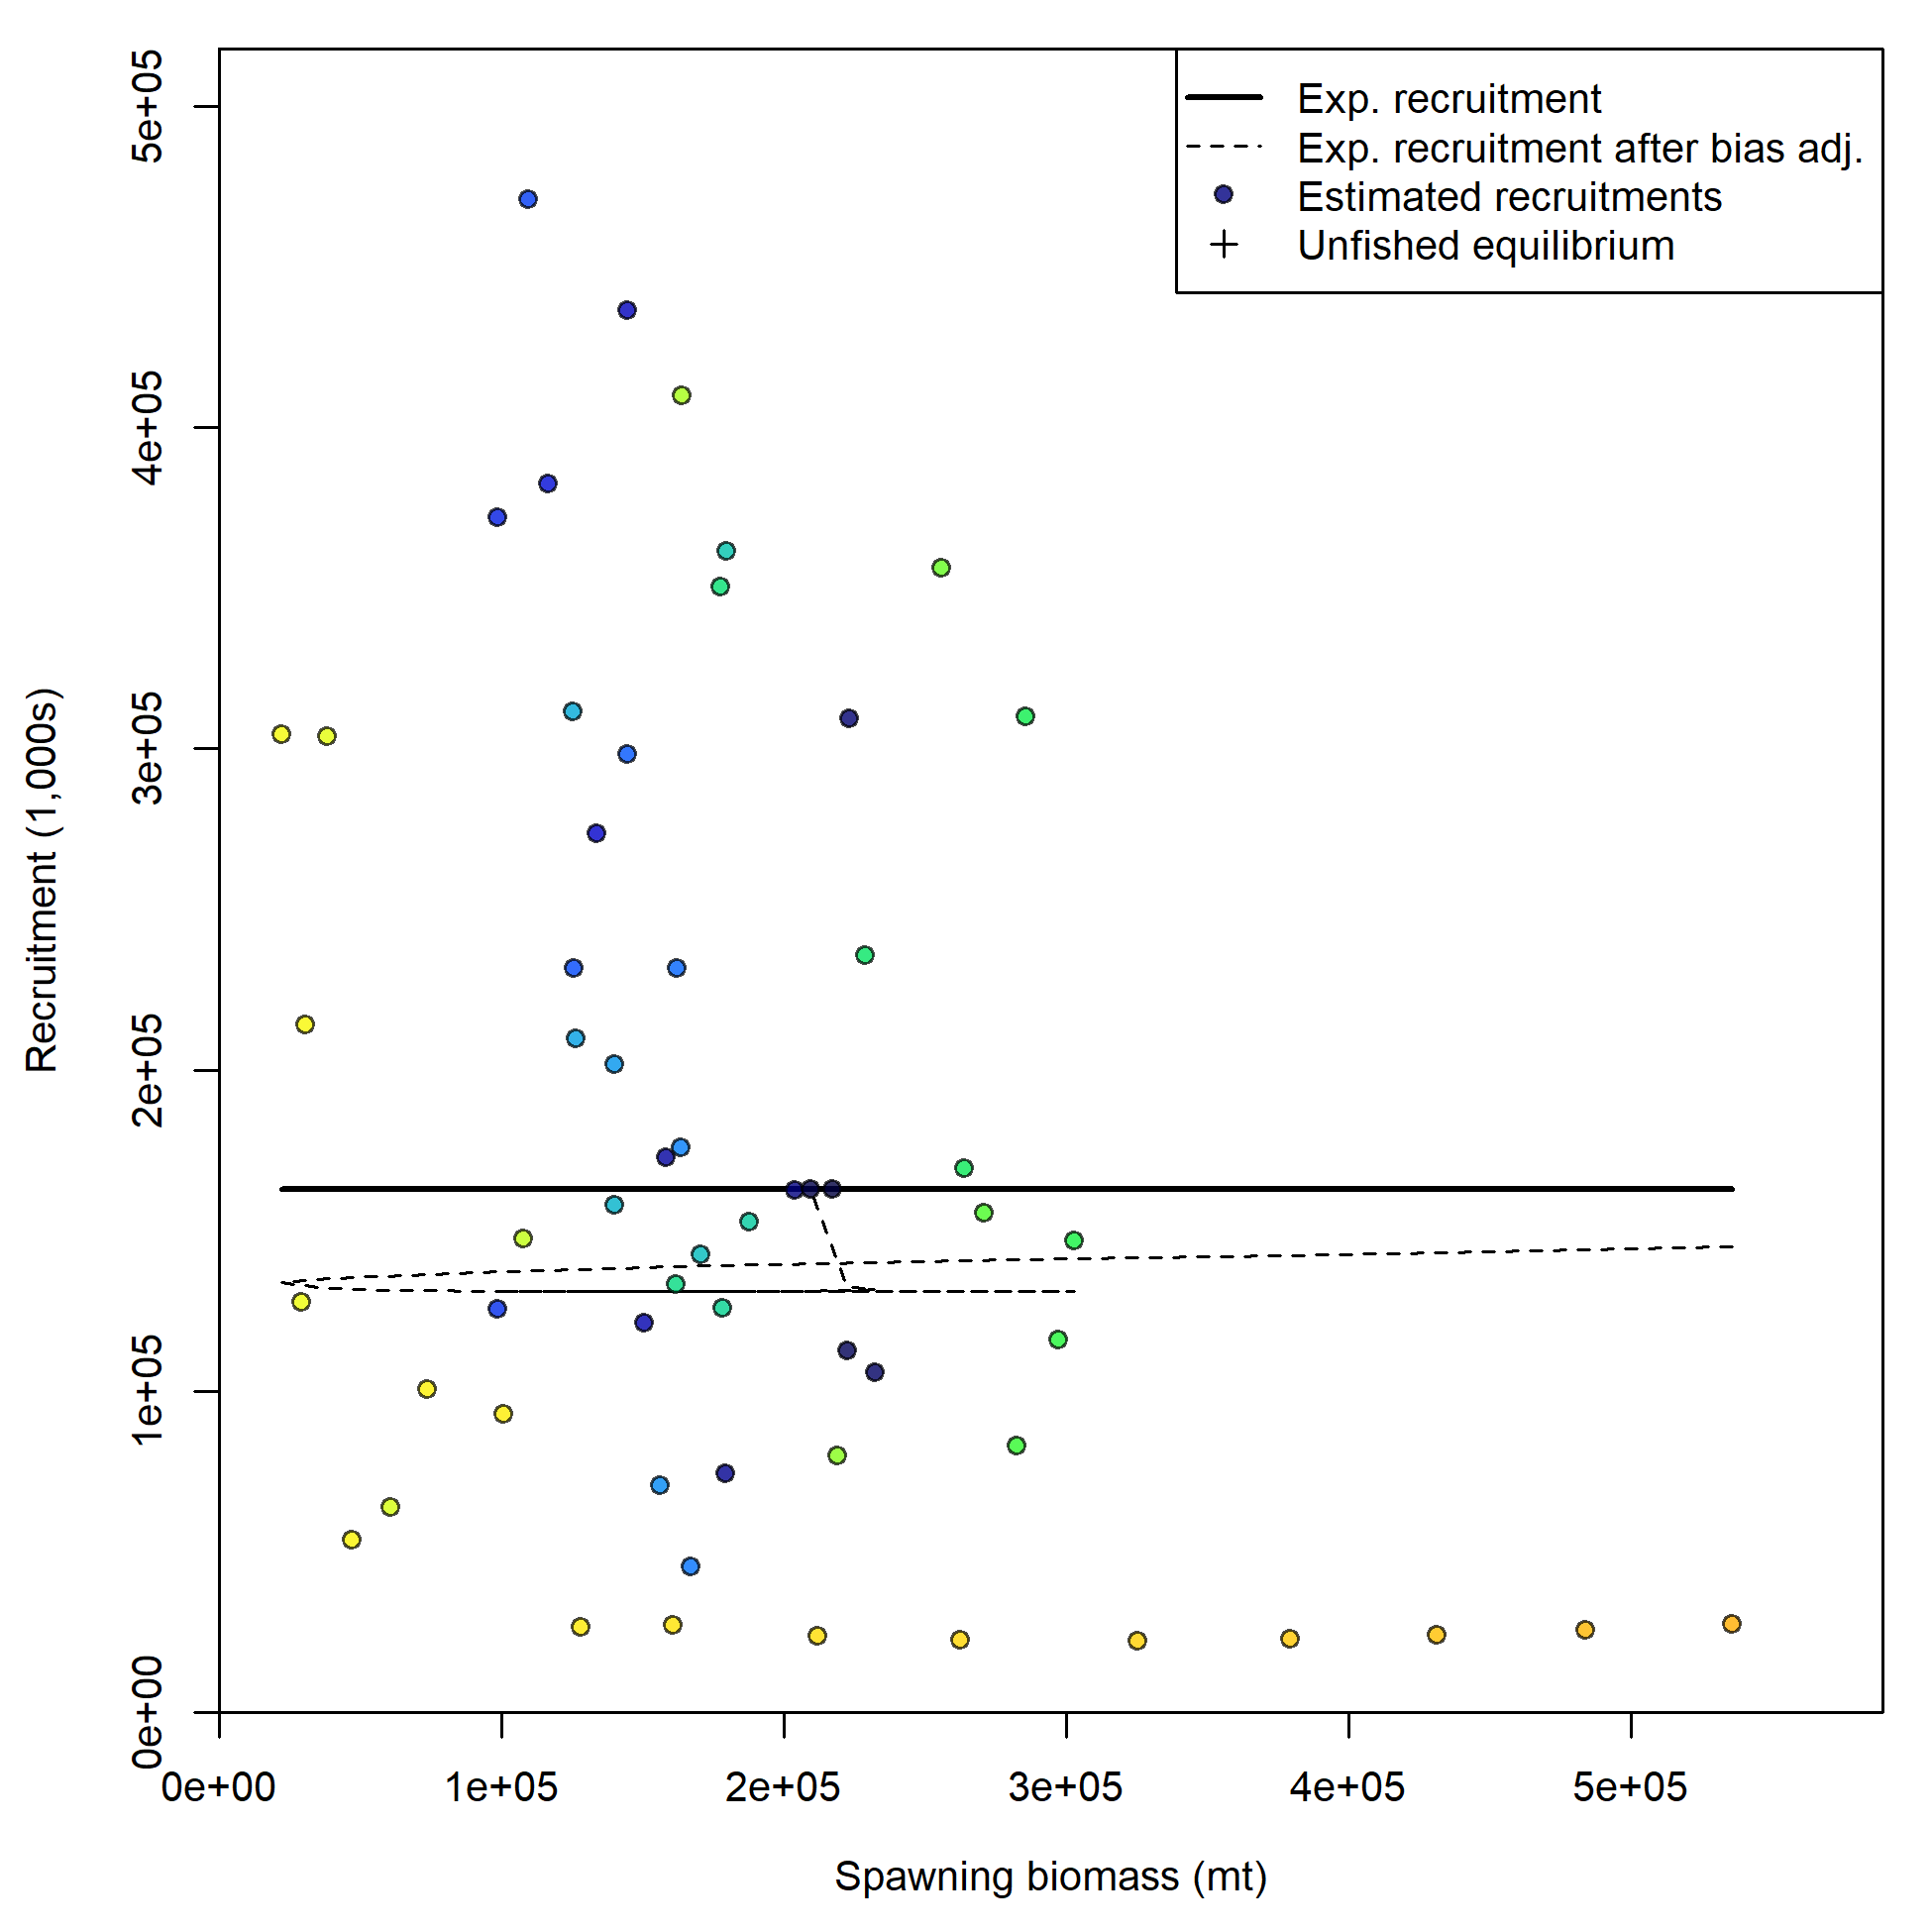 Exp. recruitment
Exp. recruitment after bias adj.
Estimated recruitments
Unfished equilibrium
5e+05
4e+05
3e+05
2e+05
1e+05
0e+00
Recruitment (1,000s)
0e+00 1e+05 2e+05 3e+05 4e+05 5e+05
Spawning biomass (mt)